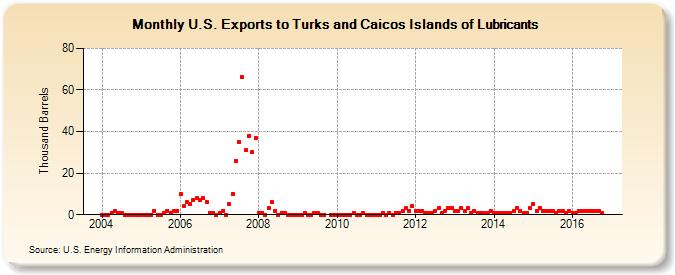 Monthly U.S. Exports to Turks and Caicos Islands of Lubricants
Thousand Barrels
80
60
40
20
0
2004 2006 2008 2010 2012 2014 2016
Source: U.S. Energy Information Administration